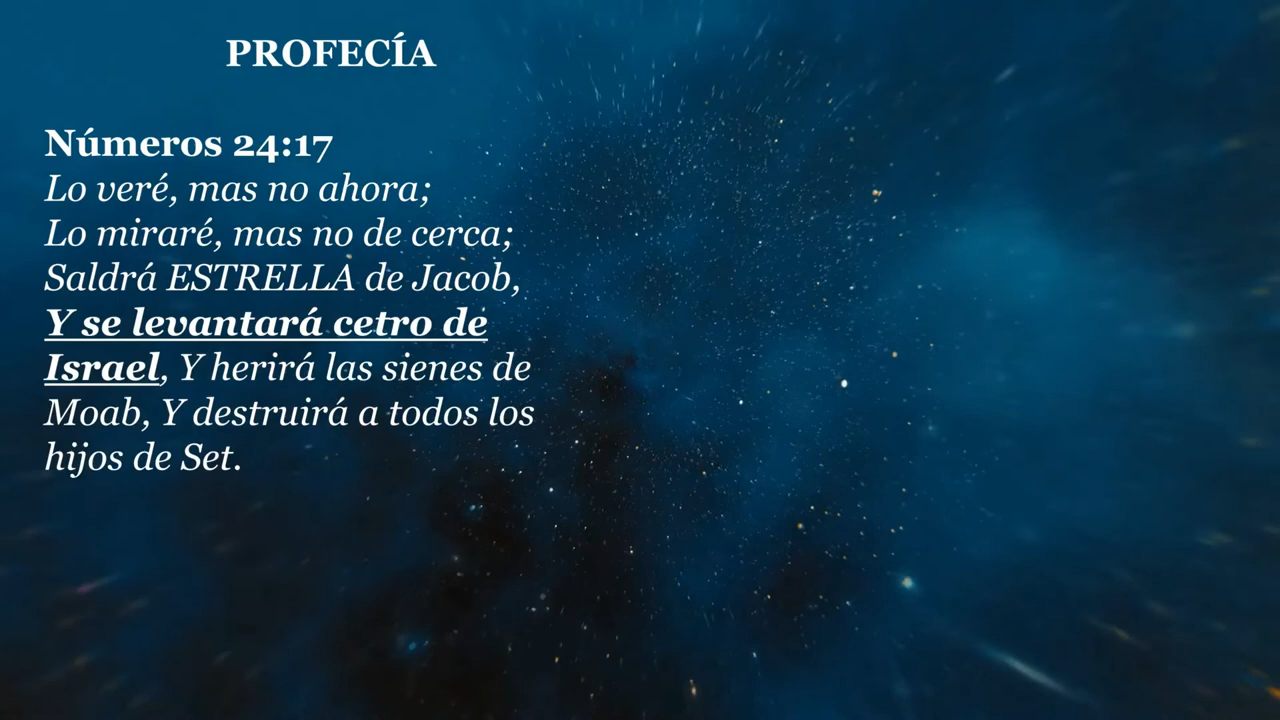 PROFECÍA
Números 24:17
Lo veré, mas no ahora;
Lo miraré, mas no de cerca;
Saldrá ESTRELLA de Jacob,
Y se levantará cetro de
Israel, Y herirá las sienes de
Moab, Y destruirá a todos los
hijos de Set.